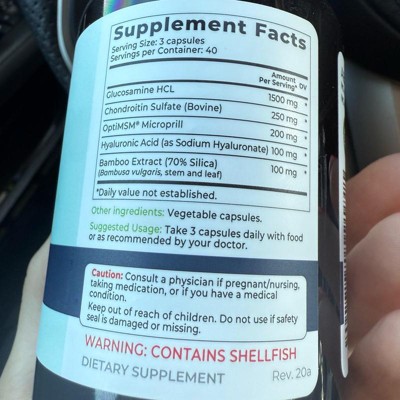 Supplement Facts
Serving Size: 3 capsules
Servings per Container: 40
Amount DV
Per Serving*
Glucosamine HCL 1500 mg *
Chondroitin Sulfate (Bovine) 250 mg *
OptiMSM® Microprill 200 mg *
Hyaluronic Acid (as Sodium Hyaluronate) 100 mg *
Bamboo Extract (70% Silica) 100 mg *
(Bambusa vulgaris, stem and leaf)
*Daily value not established.
Other ingredients: Vegetable capsules.
Suggested Usage: Take 3 capsules daily with food
or as recommended by your doctor.
Caution: Consult a physician if pregnant/nursing,
taking medication, or if you have a medical
condition.
Keep out of reach of children. Do not use if safety
seal is damaged or missing.
WARNING: CONTAINS SHELLFISH
DIETARY SUPPLEMENT Rev. 20a